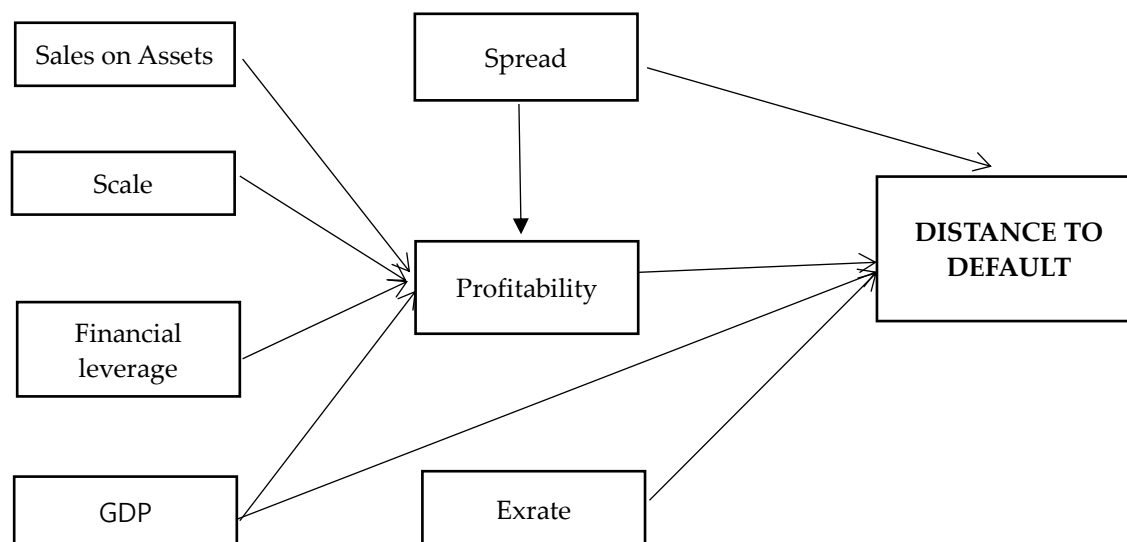 Sales on Assets
Spread
Scale
DISTANCE TO
DEFAULT
Profitability
Financial
leverage
GDP
Exrate